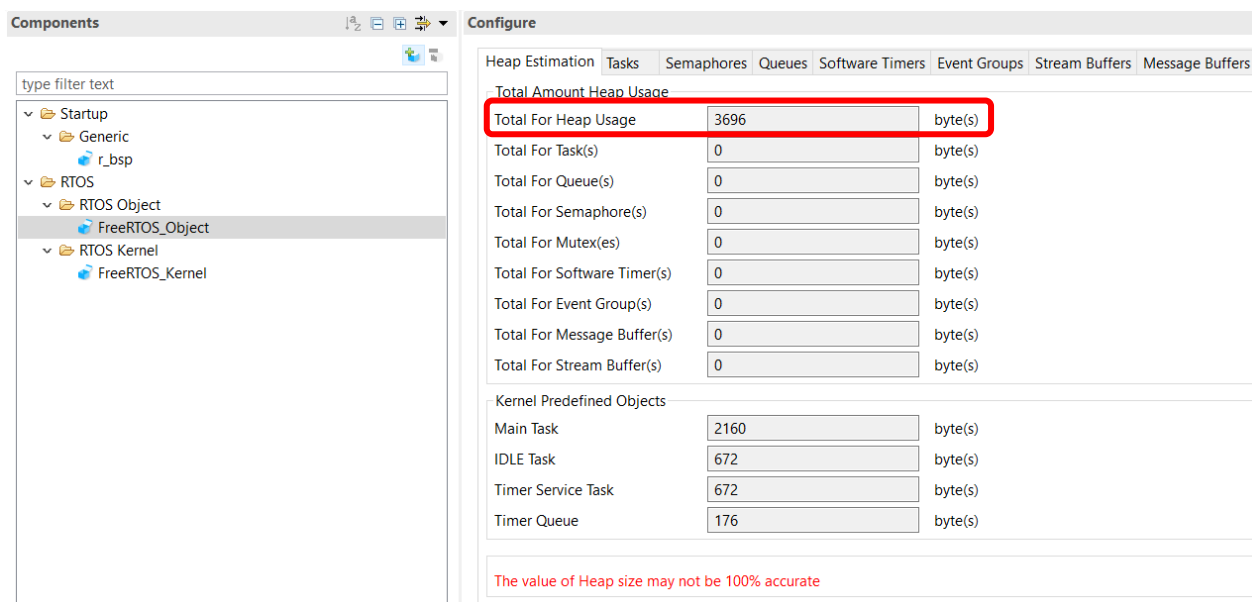 Components
Configure
type filter text
Startup
Generic
r_bsp
RTOS
RTOS Object
FreeRTOS_Object
RTOS Kernel
FreeRTOS_Kernel
Heap Estimation Tasks Semaphores Queues Software Timers Event Groups Stream Buffers Message Buffers
Total Amount Heap Usage
Total For Heap Usage 3696 byte(s)
Total For Task(s) 0 byte(s)
Total For Queue(s) 0 byte(s)
Total For Semaphore(s) 0 byte(s)
Total For Mutex(es) 0 byte(s)
Total For Software Timer(s) 0 byte(s)
Total For Event Group(s) 0 byte(s)
Total For Message Buffer(s) 0 byte(s)
Total For Stream Buffer(s) 0 byte(s)
Kernel Predefined Objects
Main Task 2160 byte(s)
IDLE Task 672 byte(s)
Timer Service Task 672 byte(s)
Timer Queue 176 byte(s)
The value of Heap size may not be 100% accurate